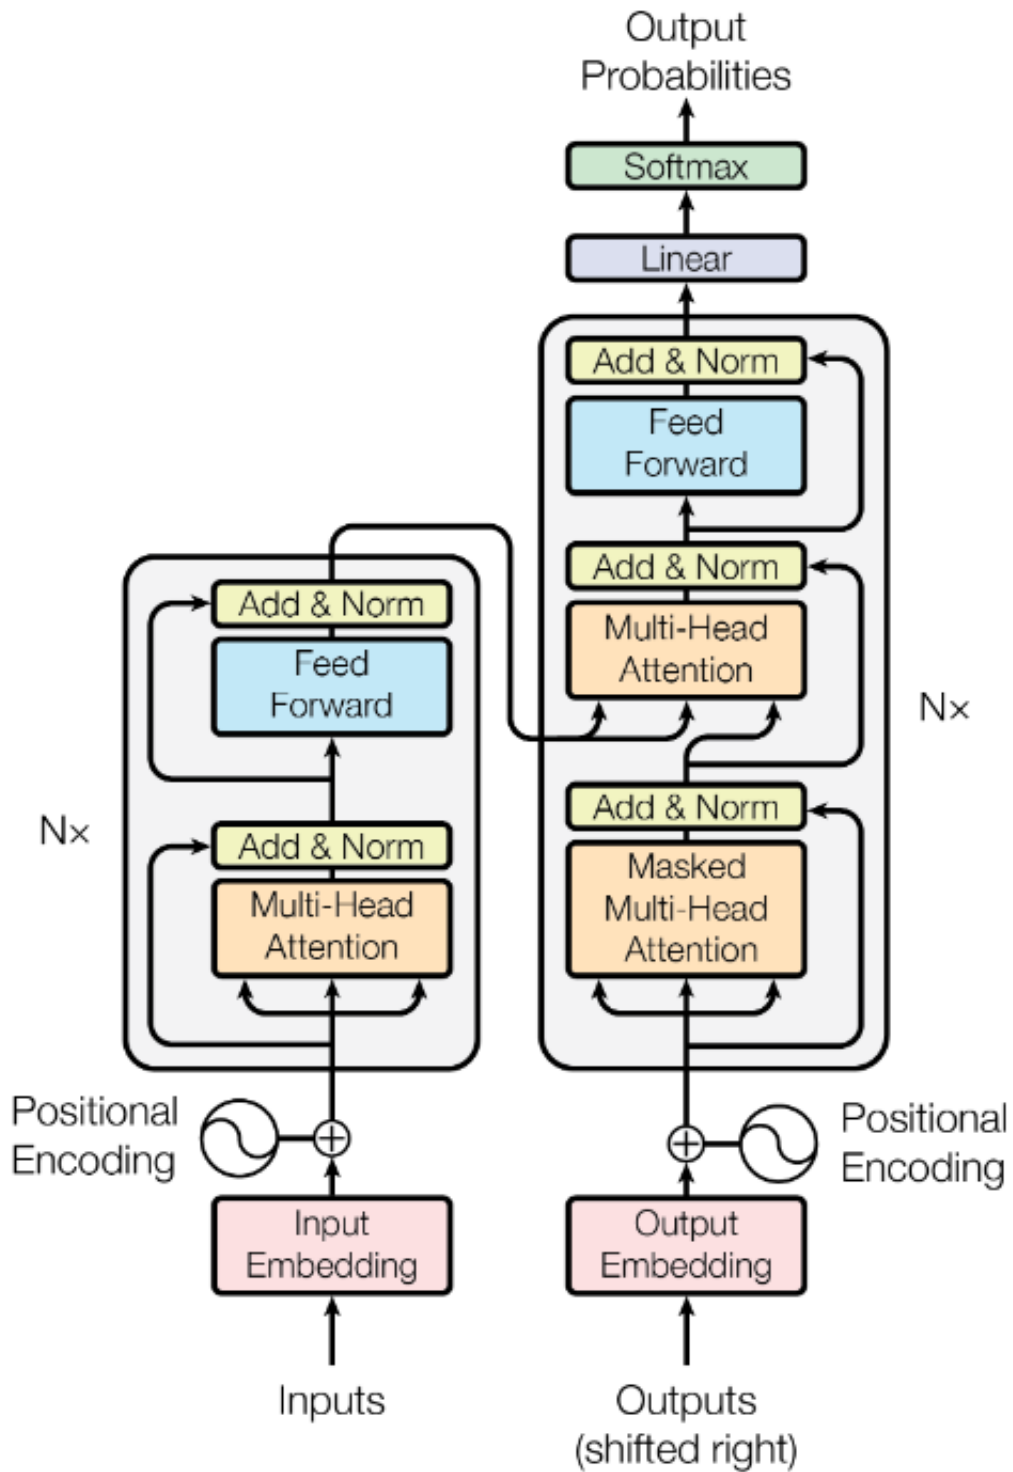 Output
Probabilities
Softmax
Linear
Add & Norm
Feed
Forward
Add & Norm
Multi-Head
Attention
Nx
Add & Norm
Masked
Multi-Head
Attention
Add & Norm
Feed
Forward
Nx
Add & Norm
Multi-Head
Attention
Positional
Encoding
Positional
Encoding
Input
Embedding
Output
Embedding
Inputs
Outputs
(shifted right)